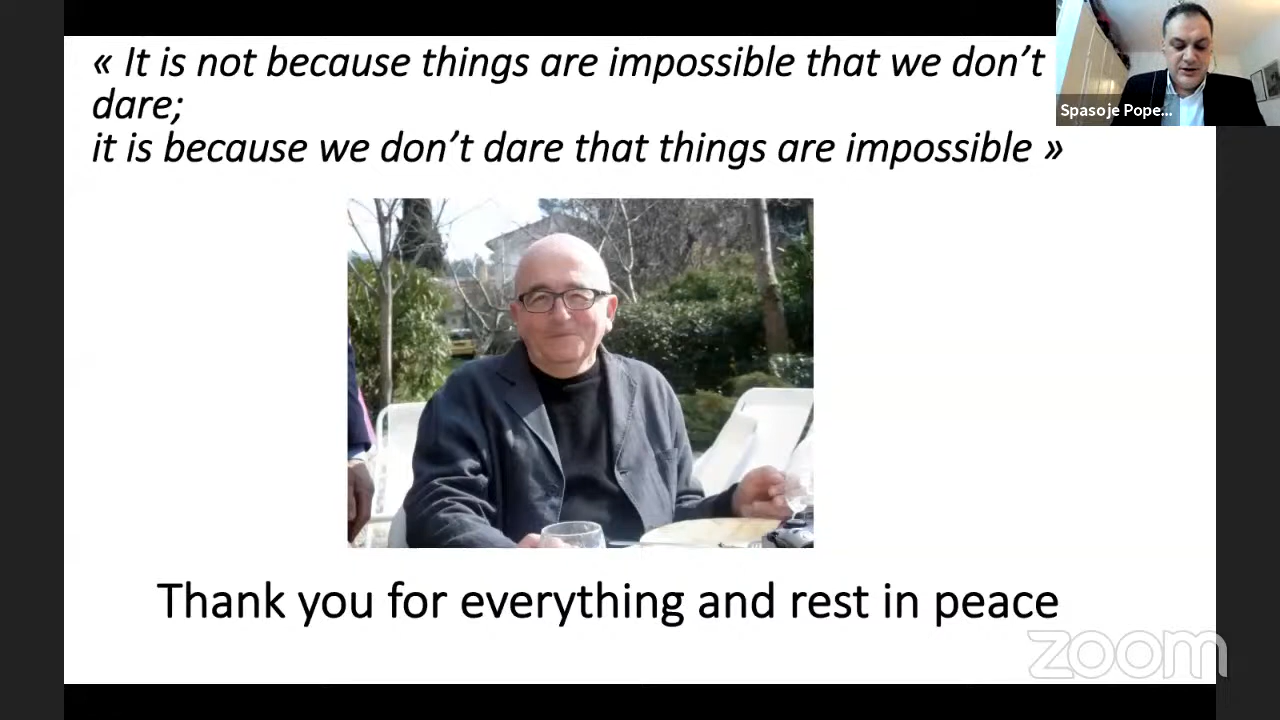 « It is not because things are impossible that we don’t
dare;
it is because we don’t dare that things are impossible »
Spasoje Pope...
Thank you for everything and rest in peace
zoom